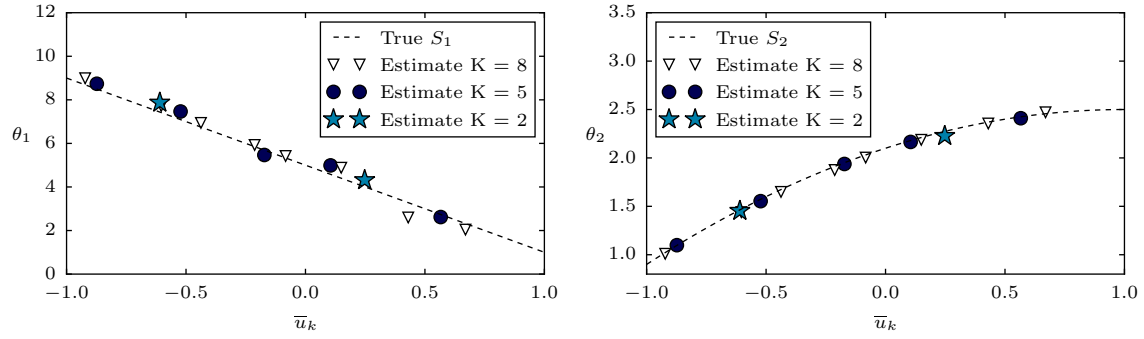 12
10
8
6
4
2
0
θ₁
−1.0 −0.5 0.0 0.5 1.0
u̅ₖ
True S₁
Estimate K = 8
Estimate K = 5
Estimate K = 2
3.5
3.0
2.5
2.0
1.5
1.0
θ₂
−1.0 −0.5 0.0 0.5 1.0
u̅ₖ
True S₂
Estimate K = 8
Estimate K = 5
Estimate K = 2